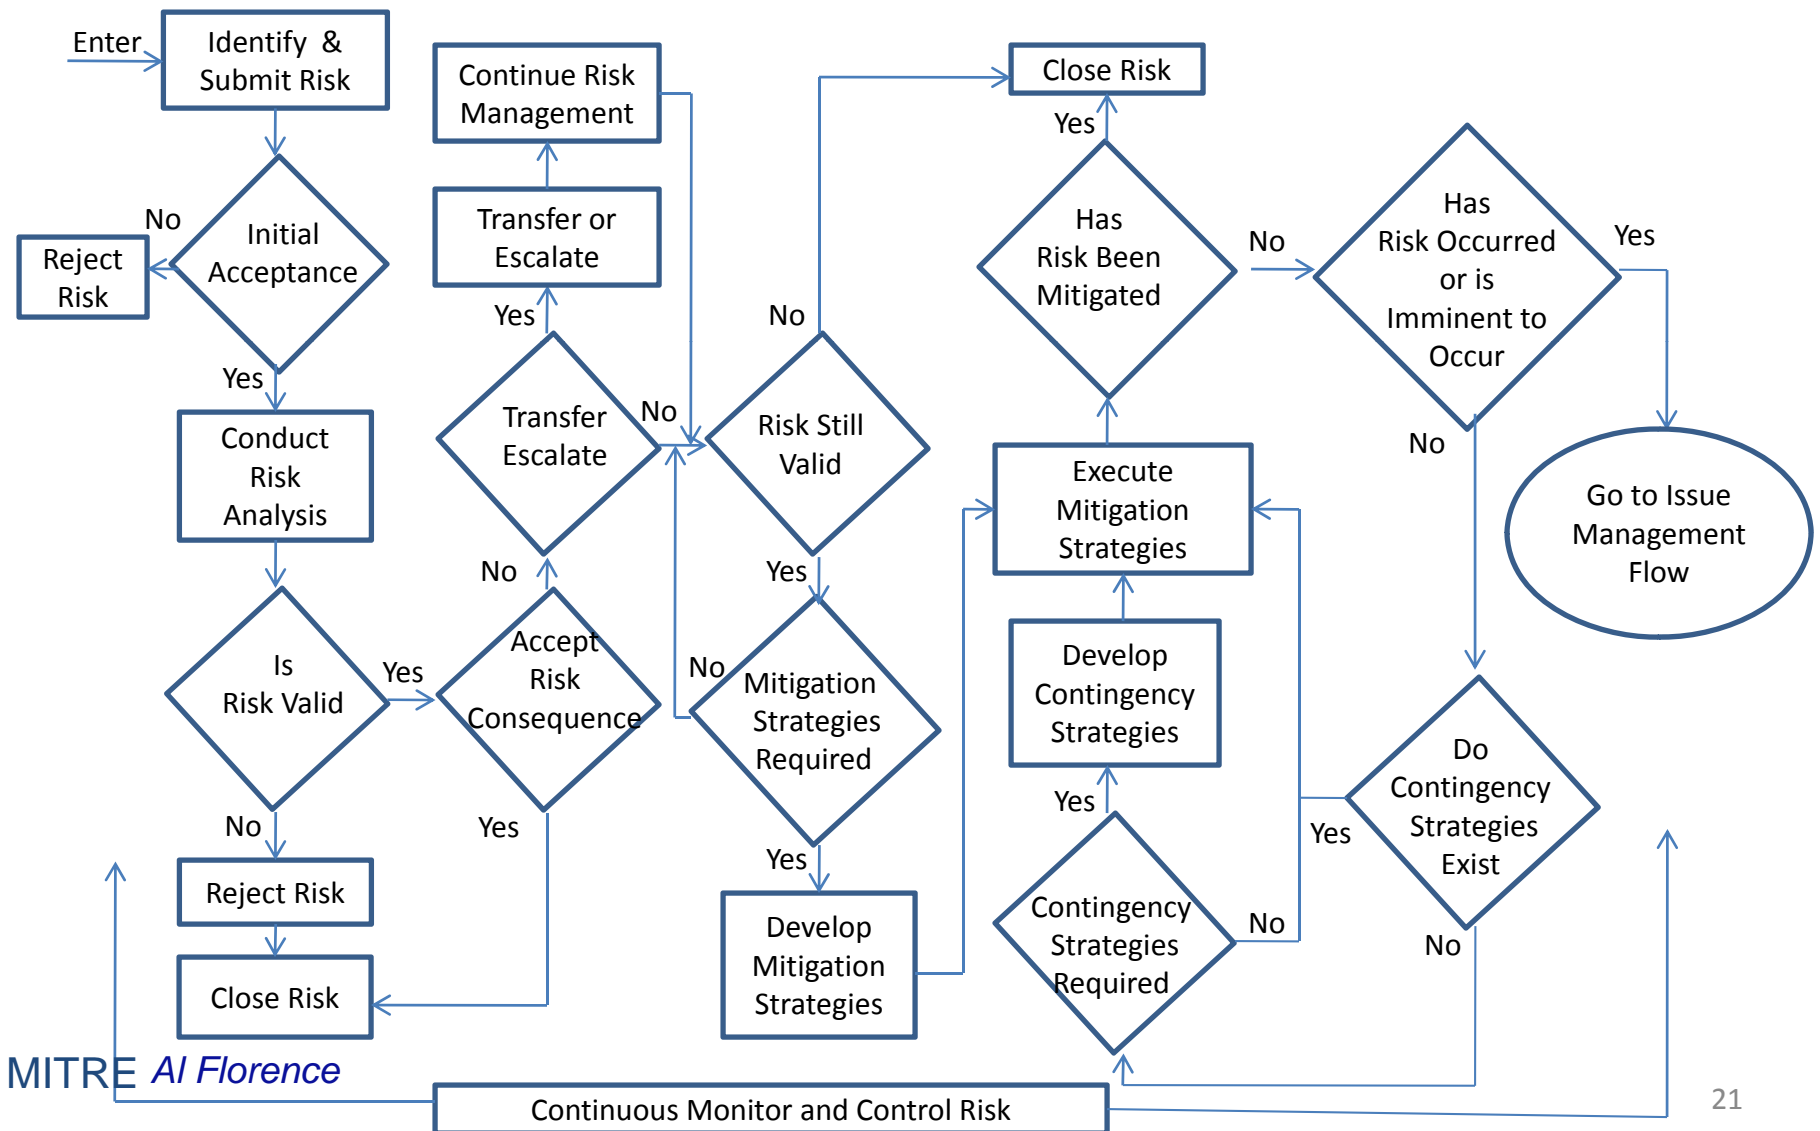 Enter
Identify &
Submit Risk
No
Initial
Acceptance
Reject
Risk
Yes
Conduct
Risk
Analysis
Is
Risk Valid
Yes
No
Reject Risk
Close Risk
Continue Risk
Management
Transfer or
Escalate
Yes
Transfer
Escalate
No
No
Accept
Risk
Consequence
Yes
No
Risk Still
Valid
Yes
No
Mitigation
Strategies
Required
Yes
Develop
Mitigation
Strategies
Close Risk
Yes
Has
Risk Been
Mitigated
No
Execute
Mitigation
Strategies
Develop
Contingency
Strategies
Yes
Contingency
Strategies
Required
No
Has
Risk Occurred
or is
Imminent to
Occur
Yes
No
Go to Issue
Management
Flow
Do
Contingency
Strategies
Exist
Yes
No
MITRE Al Florence
Continuous Monitor and Control Risk
21